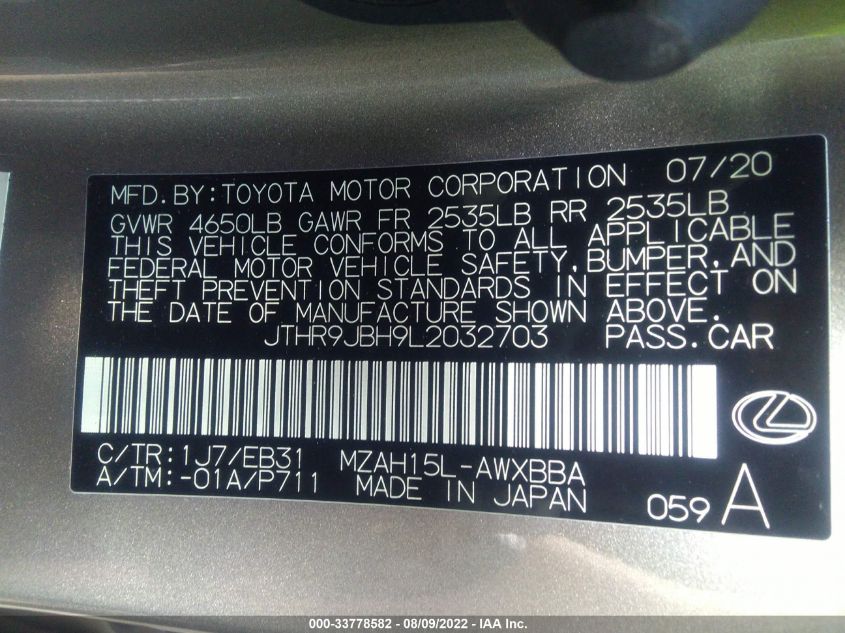 MFD. BY: TOYOTA MOTOR CORPORATION 07/20
GVWR 4650LB GAWR FR 2535LB RR 2535LB
THIS VEHICLE CONFORMS TO ALL APPLICABLE
FEDERAL MOTOR VEHICLE SAFETY, BUMPER, AND
THEFT PREVENTION STANDARDS IN EFFECT ON
THE DATE OF MANUFACTURE SHOWN ABOVE.
JTHR9JBH9L2032703 PASS. CAR
C/TR: 1J7/EB31 MZAH15L-AWXBBA
A/TM: -01A/P711 MADE IN JAPAN 059 A
000-33778582 - 08/09/2022 - IAA Inc.